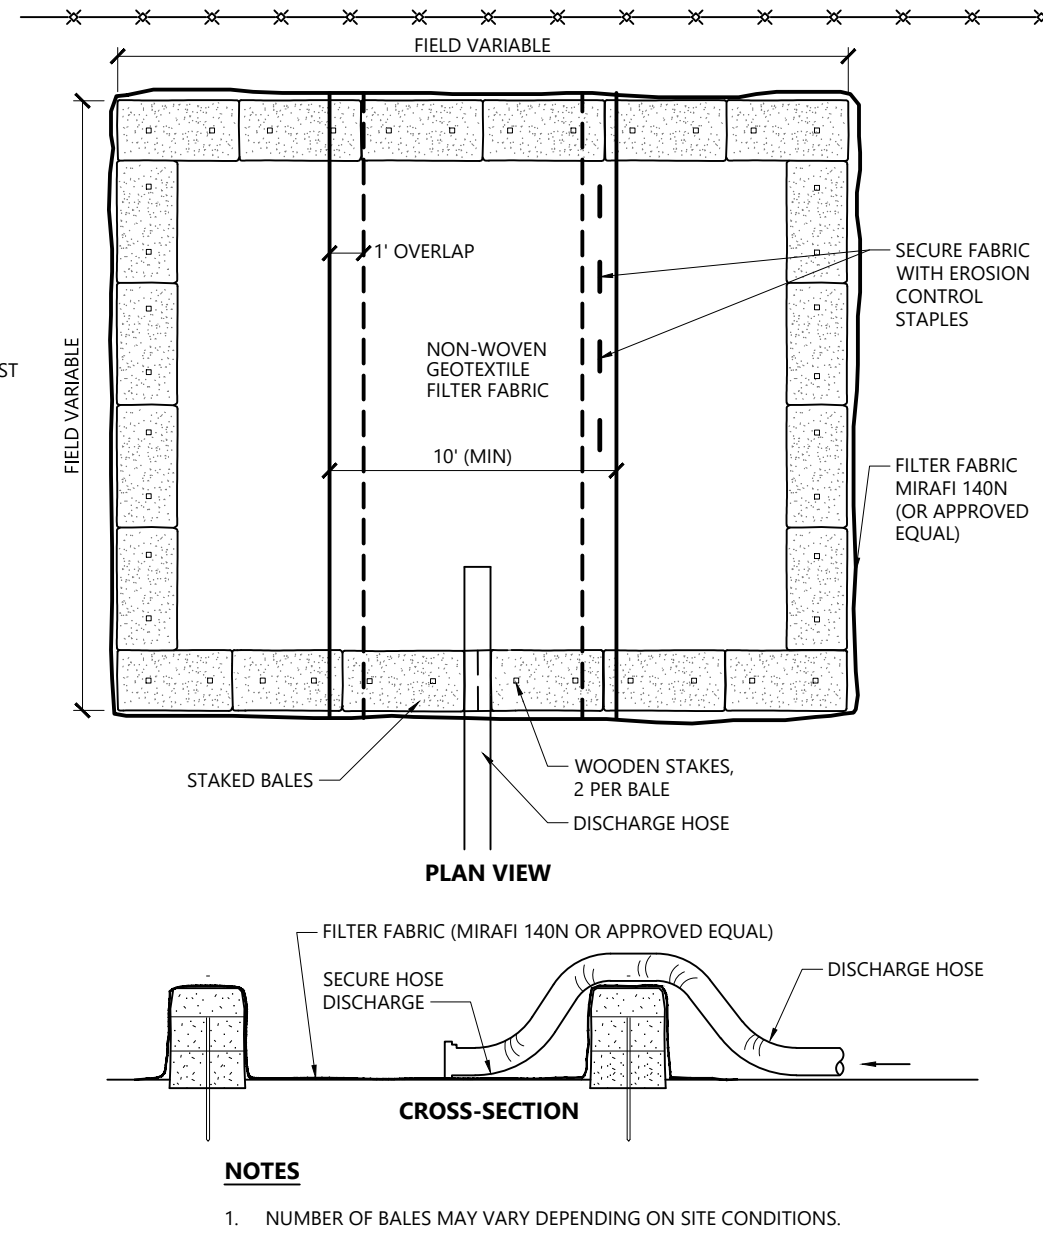 FIELD VARIABLE
1' OVERLAP
SECURE FABRIC
WITH EROSION
CONTROL
STAPLES
NON-WOVEN
GEOTEXTILE
FILTER FABRIC
FIELD VARIABLE
ST
10' (MIN)
FILTER FABRIC
MIRAFI 140N
(OR APPROVED
EQUAL)
STAKED BALES
WOODEN STAKES,
2 PER BALE
DISCHARGE HOSE
PLAN VIEW
FILTER FABRIC (MIRAFI 140N OR APPROVED EQUAL)
SECURE HOSE
DISCHARGE
DISCHARGE HOSE
CROSS-SECTION
NOTES
1. NUMBER OF BALES MAY VARY DEPENDING ON SITE CONDITIONS.